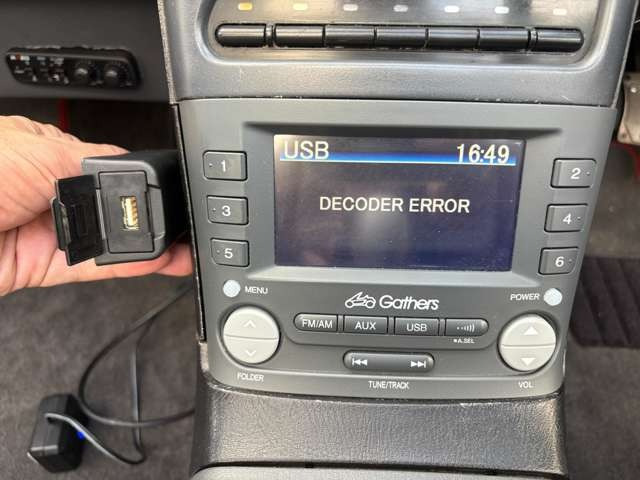 USB 16:49
DECODER ERROR
1
2
3
4
5
6
MENU
POWER
Gathers
FM/AM AUX USB
A.SEL
FOLDER
TUNE/TRACK
VOL